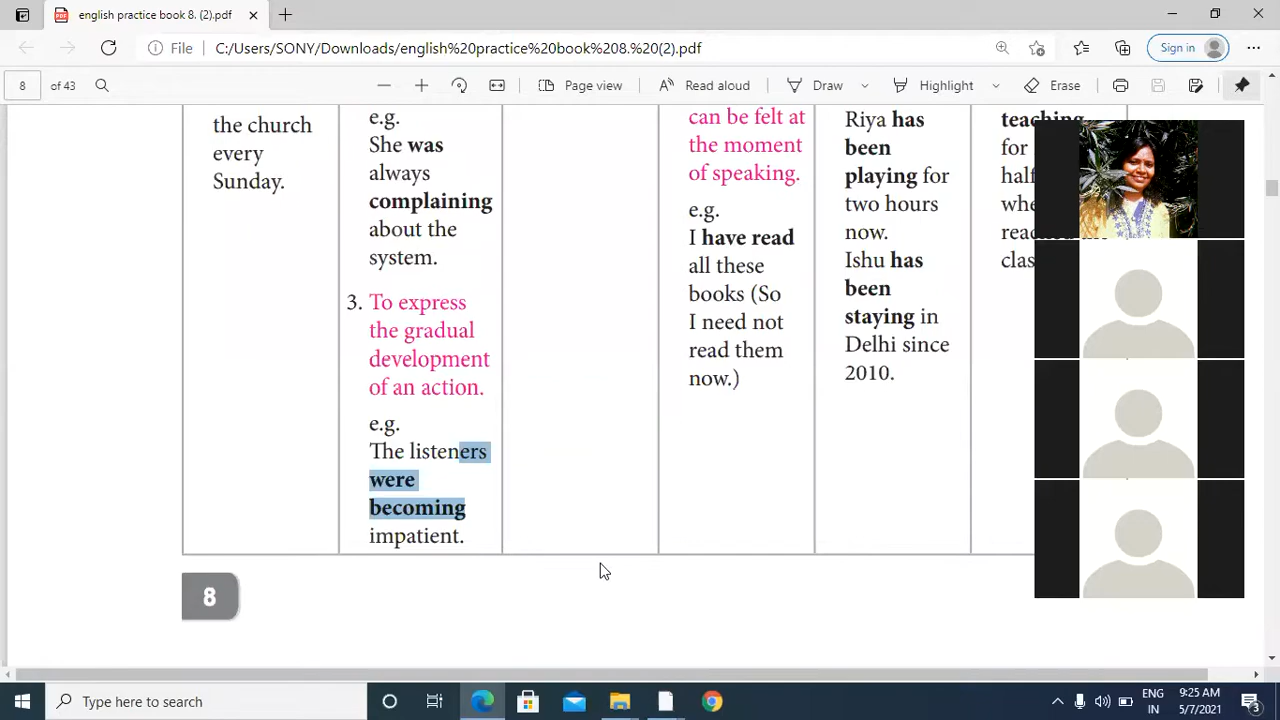 english practice book 8. (2).pdf
File
C:/Users/SONY/Downloads/english%20practice%20book%208.%20(2).pdf
Sign in
8
of 43
Page view
Read aloud
Draw
Highlight
Erase
the church
every
Sunday.
e.g.
She was
always
complaining
about the
system.
3. To express
the gradual
development
of an action.
e.g.
The listeners
were
becoming
impatient.
can be felt at
the moment
of speaking.
e.g.
I have read
all these
books (So
I need not
read them
now.)
Riya has
been
playing for
two hours
now.
Ishu has
been
staying in
Delhi since
2010.
teaching
for
half
8
Type here to search
ENG
IN
9:25 AM
5/7/2021
3